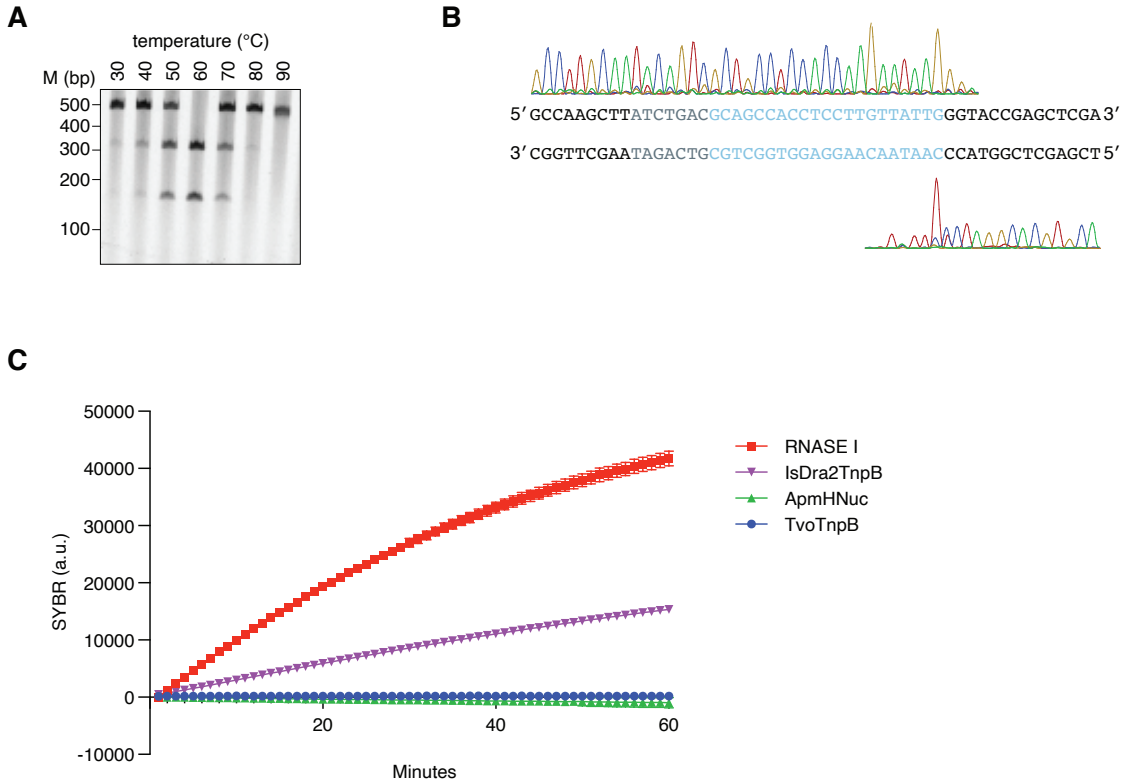 A
temperature (°C)
M (bp) 30 40 50 60 70 80 90
500
400
300
200
100
B
5′GCCAAGCTTATCTGACGCAGCCACCTCCTTGTTATTGGGTACCGAGCTCGA3′
3′CGGTTCGAATAGACTGCGTCGGTGGAGGAACAATAACCCATGGCTCGAGCT5′
C
50000
40000
30000
20000
10000
0
-10000
SYBR (a.u.)
20 40 60
Minutes
RNASE I
IsDra2TnpB
ApmHNuc
TvoTnpB